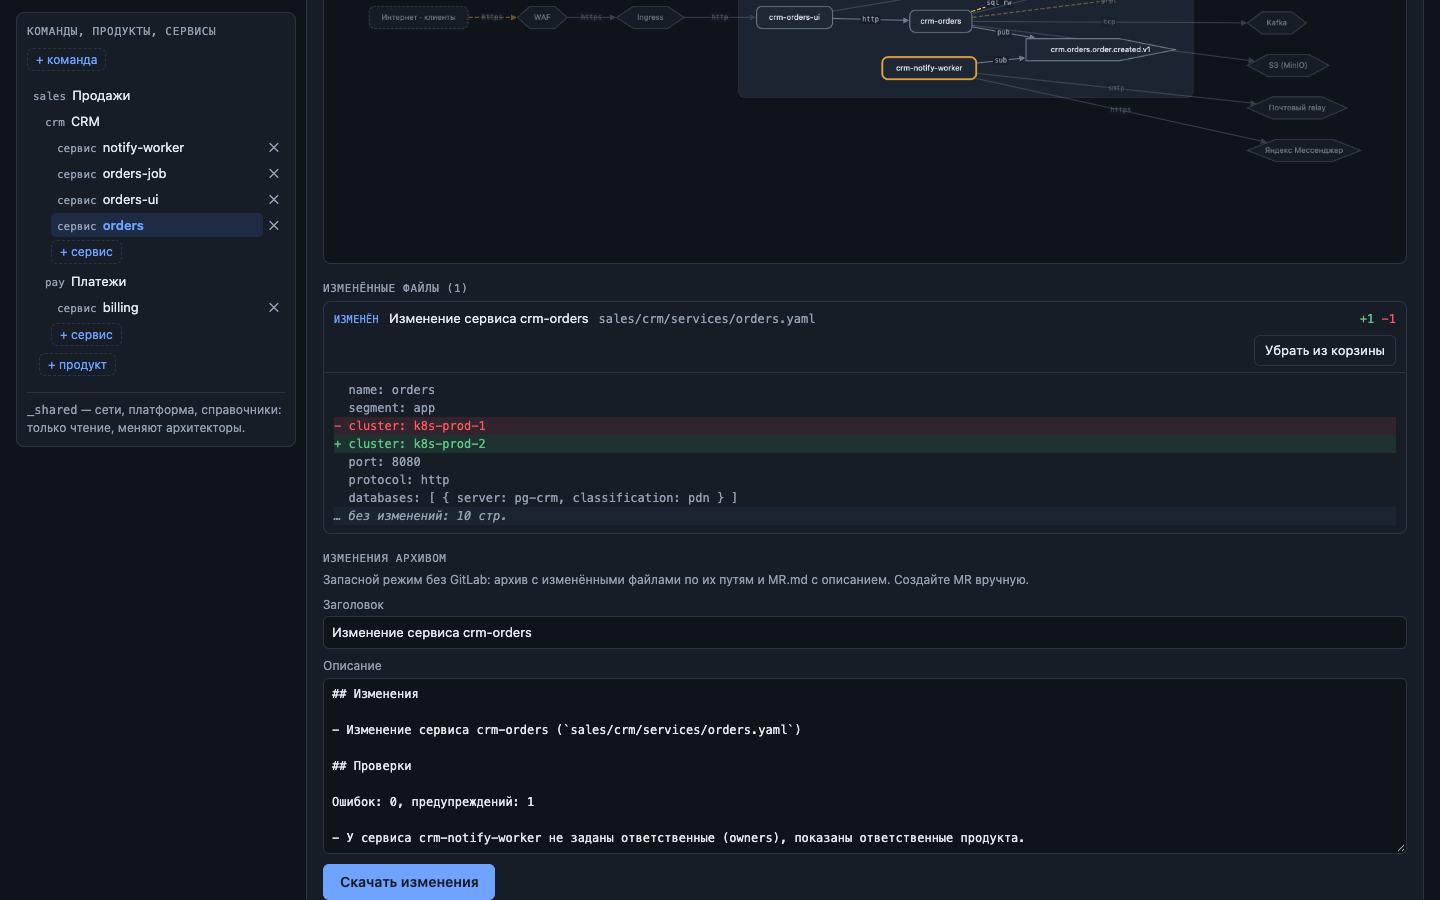 КОМАНДЫ, ПРОДУКТЫ, СЕРВИСЫ
+ команда
sales Продажи
crm CRM
сервис notify-worker ×
сервис orders-job ×
сервис orders-ui ×
сервис orders ×
+ сервис
pay Платежи
сервис billing ×
+ сервис
+ продукт
_shared — сети, платформа, справочники:
только чтение, меняют архитекторы.
sql rw
Интернет · клиенты
https
WAF
https
Ingress
http
crm-orders-ui
http
crm-orders
tcp
Kafka
pub
crm.orders.order.created.v1
sub
crm-notify-worker
S3 (MinIO)
smtp
Почтовый relay
https
Яндекс Мессенджер
ИЗМЕНЁННЫЕ ФАЙЛЫ (1)
ИЗМЕНЁН Изменение сервиса crm-orders sales/crm/services/orders.yaml +1 −1
Убрать из корзины
name: orders
segment: app
− cluster: k8s-prod-1
+ cluster: k8s-prod-2
port: 8080
protocol: http
databases: [ { server: pg-crm, classification: pdn } ]
… без изменений: 10 стр.
ИЗМЕНЕНИЯ АРХИВОМ
Запасной режим без GitLab: архив с изменёнными файлами по их путям и MR.md с описанием. Создайте MR вручную.
Заголовок
Изменение сервиса crm-orders
Описание
## Изменения
- Изменение сервиса crm-orders (`sales/crm/services/orders.yaml`)
## Проверки
Ошибок: 0, предупреждений: 1
- У сервиса crm-notify-worker не заданы ответственные (owners), показаны ответственные продукта.
Скачать изменения